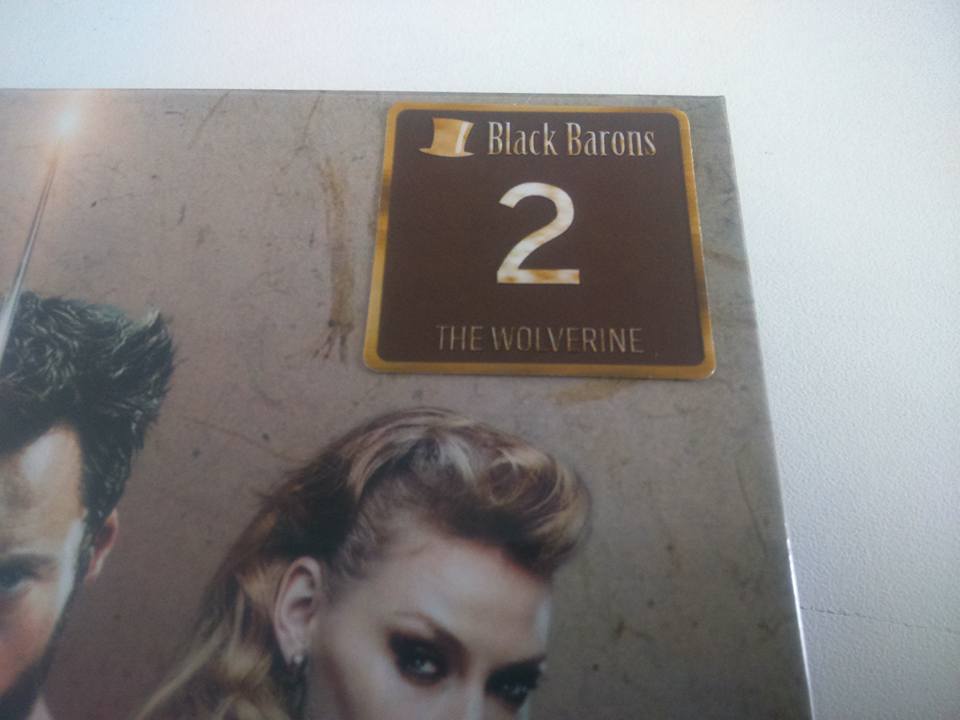 Black Barons
2
THE WOLVERINE